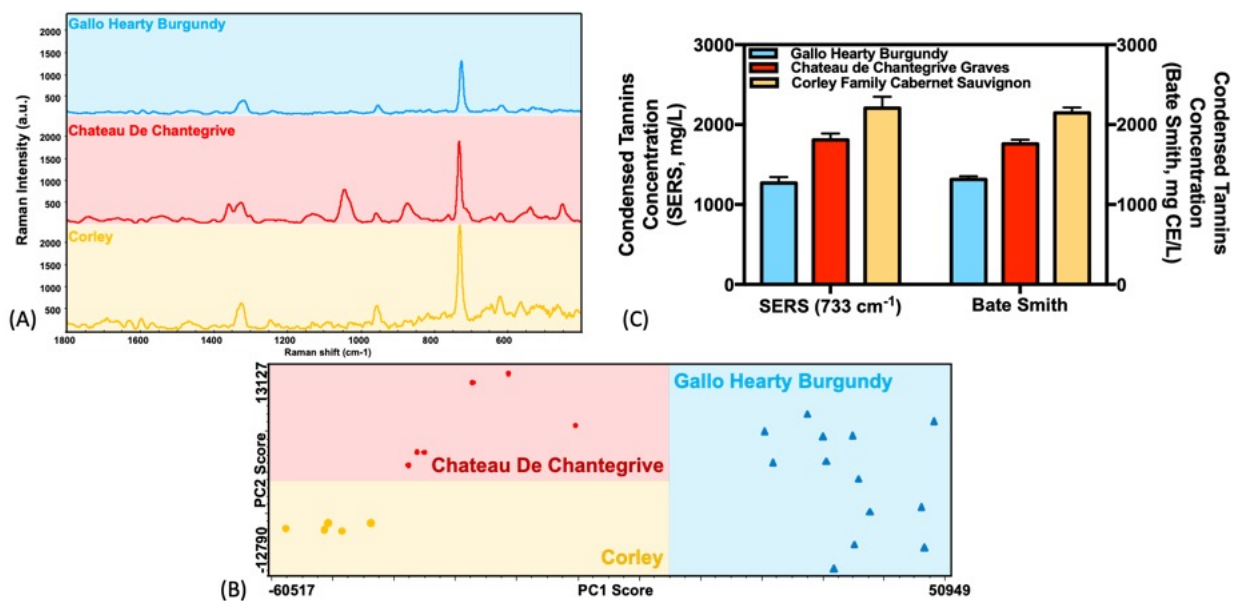 Gallo Hearty Burgundy
2000
1500
1000
500
Chateau De Chantegrive
2000
1500
1000
500
Corley
2000
1500
1000
500
Raman Intensity (a.u.)
1800
1600
1400
1200
1000
800
600
Raman shift (cm-1)
(A)
Gallo Hearty Burgundy
Chateau de Chantegrive Graves
Corley Family Cabernet Sauvignon
3000
2000
1000
0
Condensed Tannins
Concentration
(SERS, mg/L)
3000
2000
1000
0
Condensed Tannins
Concentration
(Bate Smith, mg CE/L)
SERS (733 cm⁻¹)
Bate Smith
(C)
Gallo Hearty Burgundy
Chateau De Chantegrive
Corley
13127
PC2 Score
-12790
-60517
PC1 Score
50949
(B)